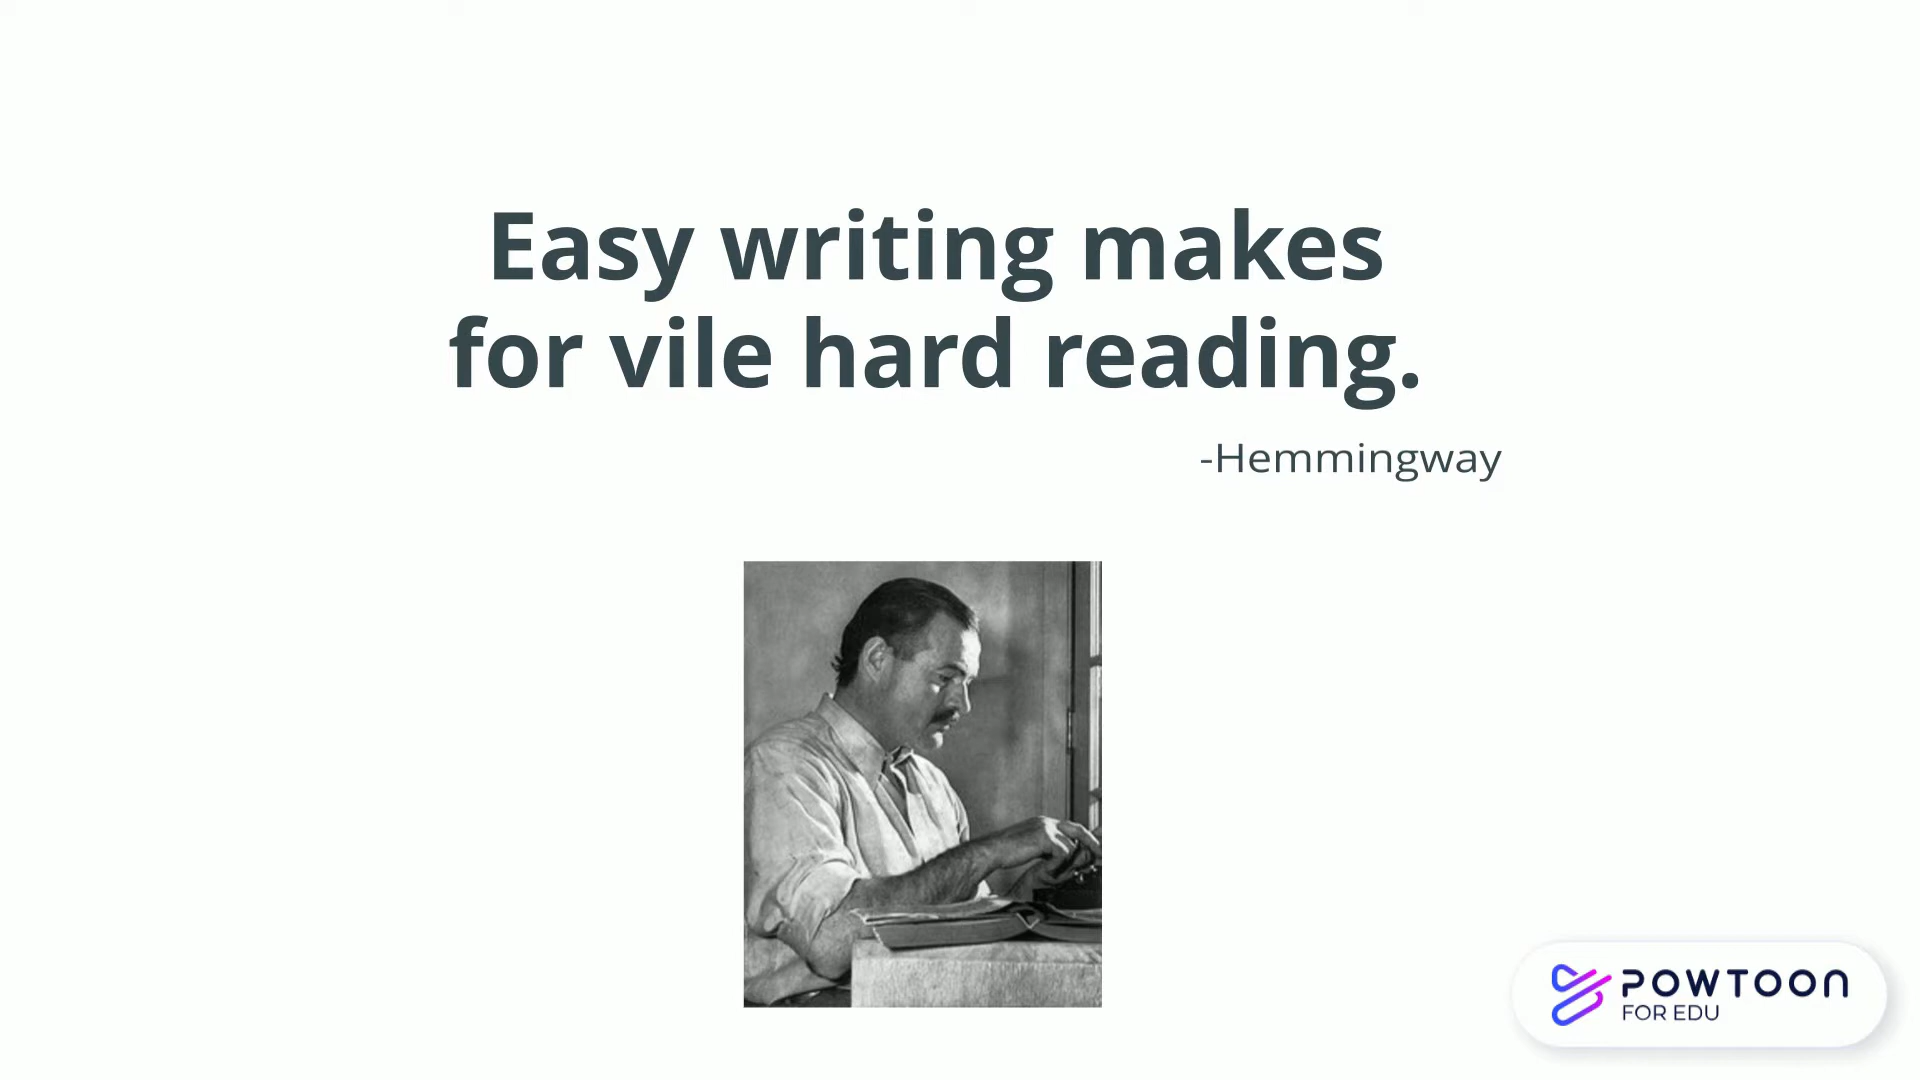 Easy writing makes
for vile hard reading.
-Hemmingway
POWTOON
FOR EDU